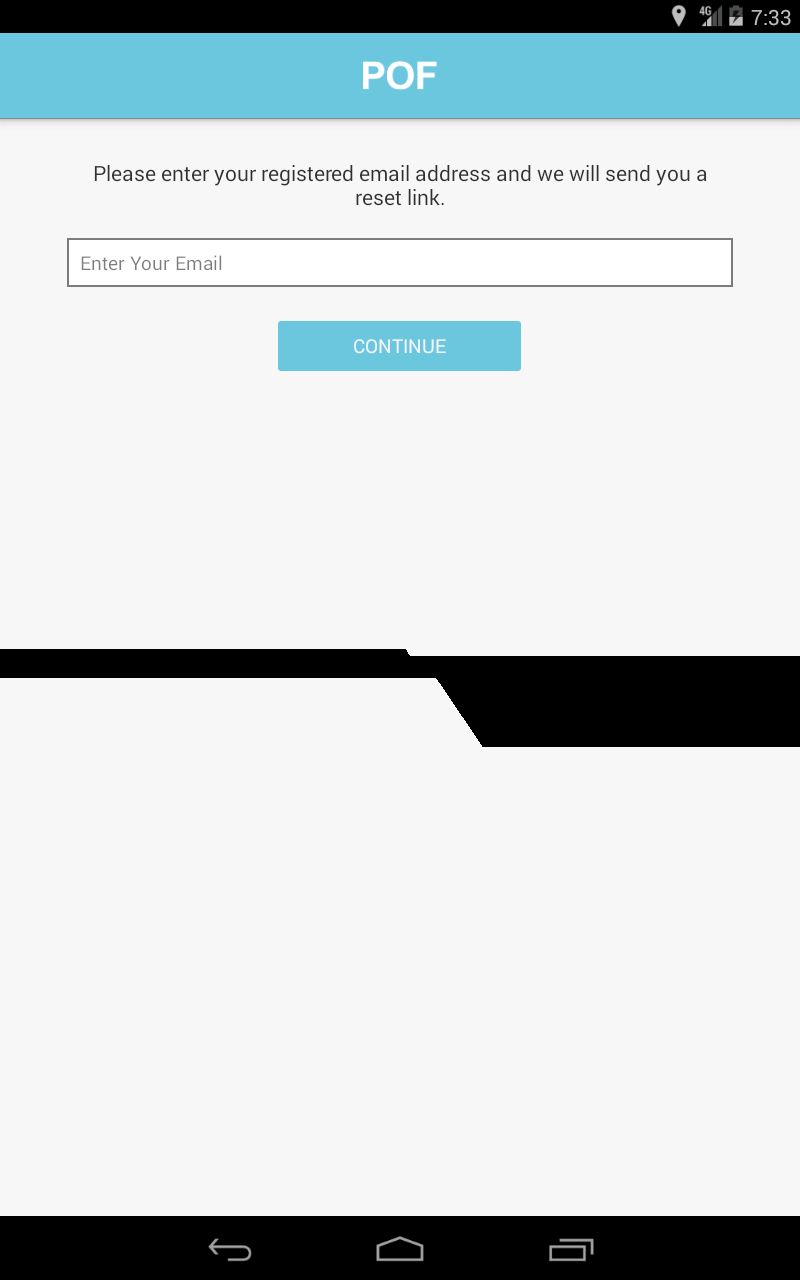 4G 7:33
POF
Please enter your registered email address and we will send you a
reset link.
Enter Your Email
CONTINUE